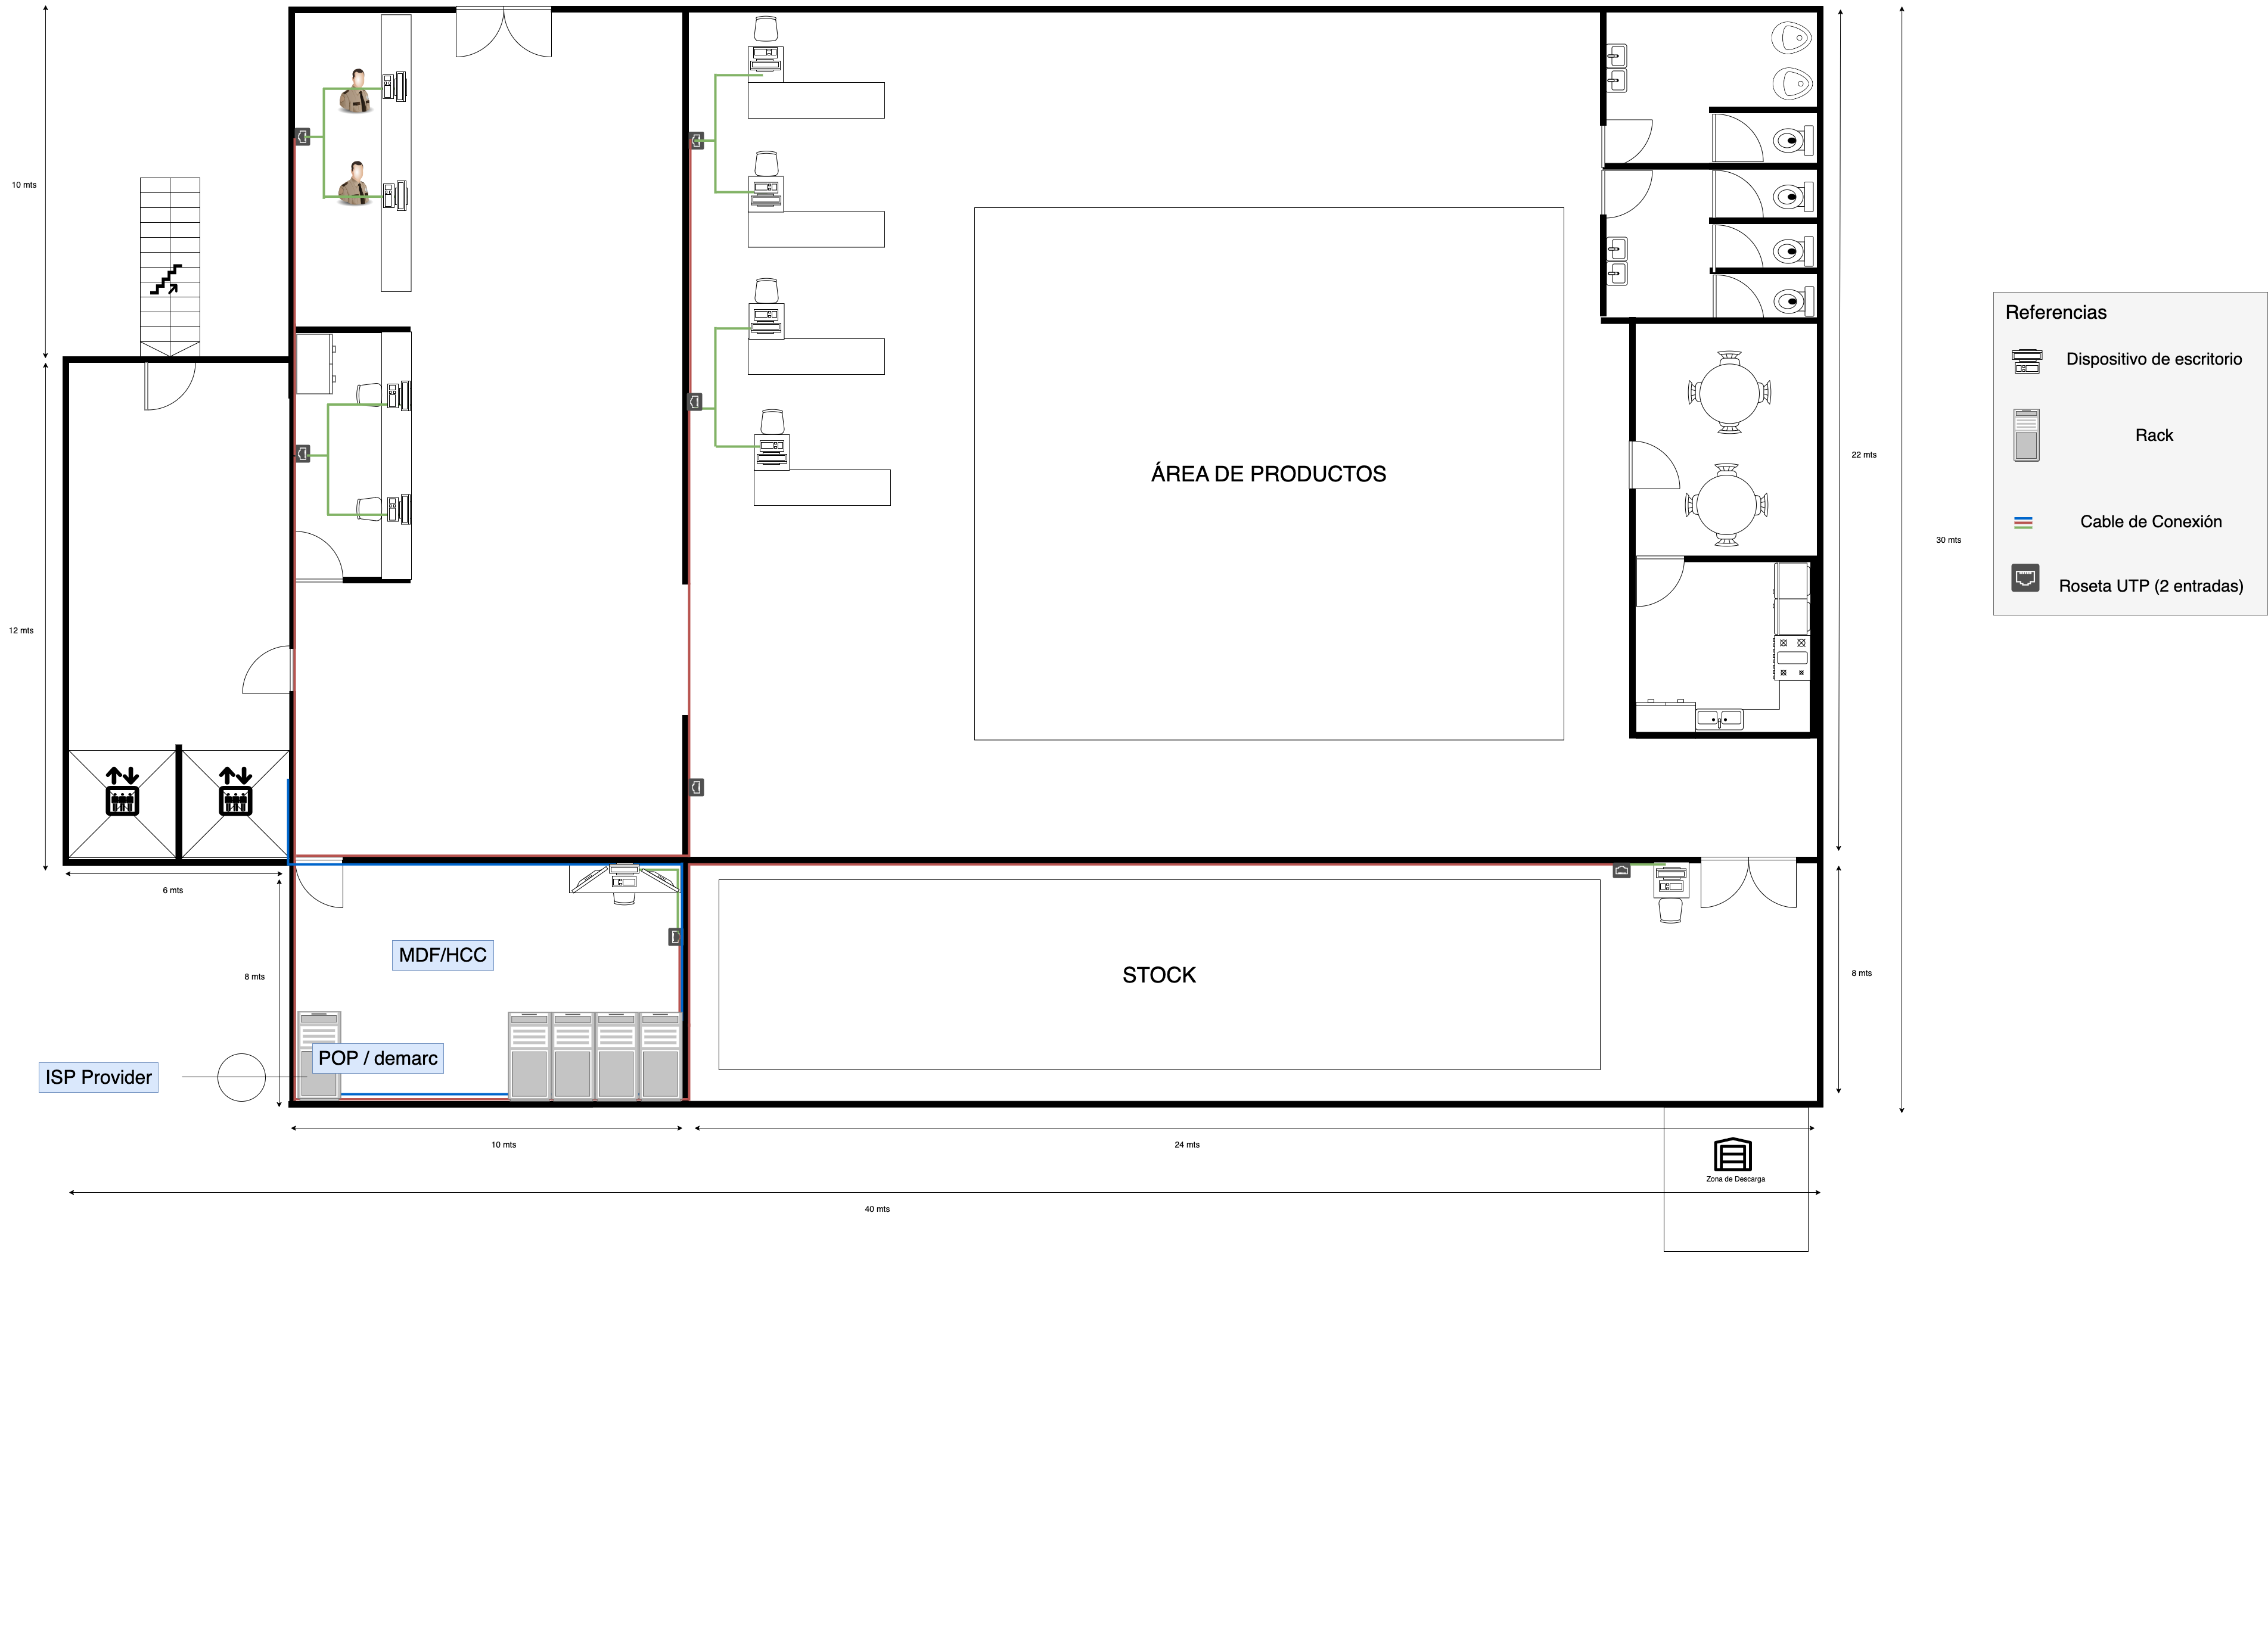 10 mts
12 mts
6 mts
8 mts
ISP Provider
MDF/HCC
POP / demarc
ÁREA DE PRODUCTOS
STOCK
10 mts
24 mts
40 mts
Zona de Descarga
22 mts
8 mts
30 mts
Referencias
Dispositivo de escritorio
Rack
Cable de Conexión
Roseta UTP (2 entradas)